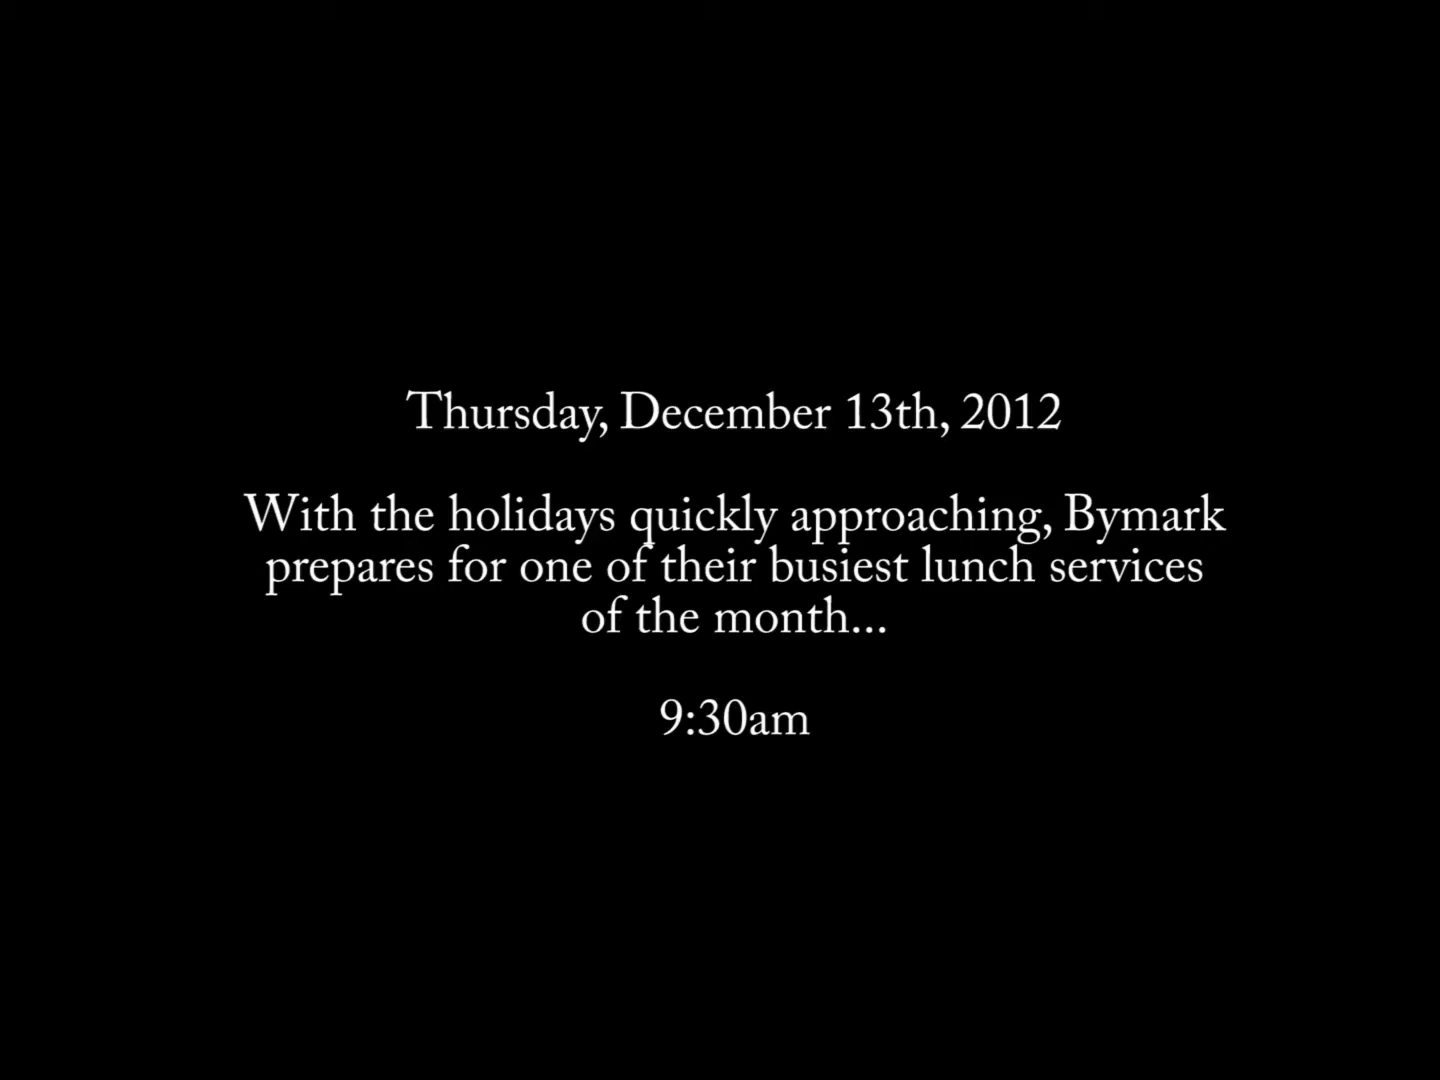 Thursday, December 13th, 2012
With the holidays quickly approaching, Bymark
prepares for one of their busiest lunch services
of the month...
9:30am